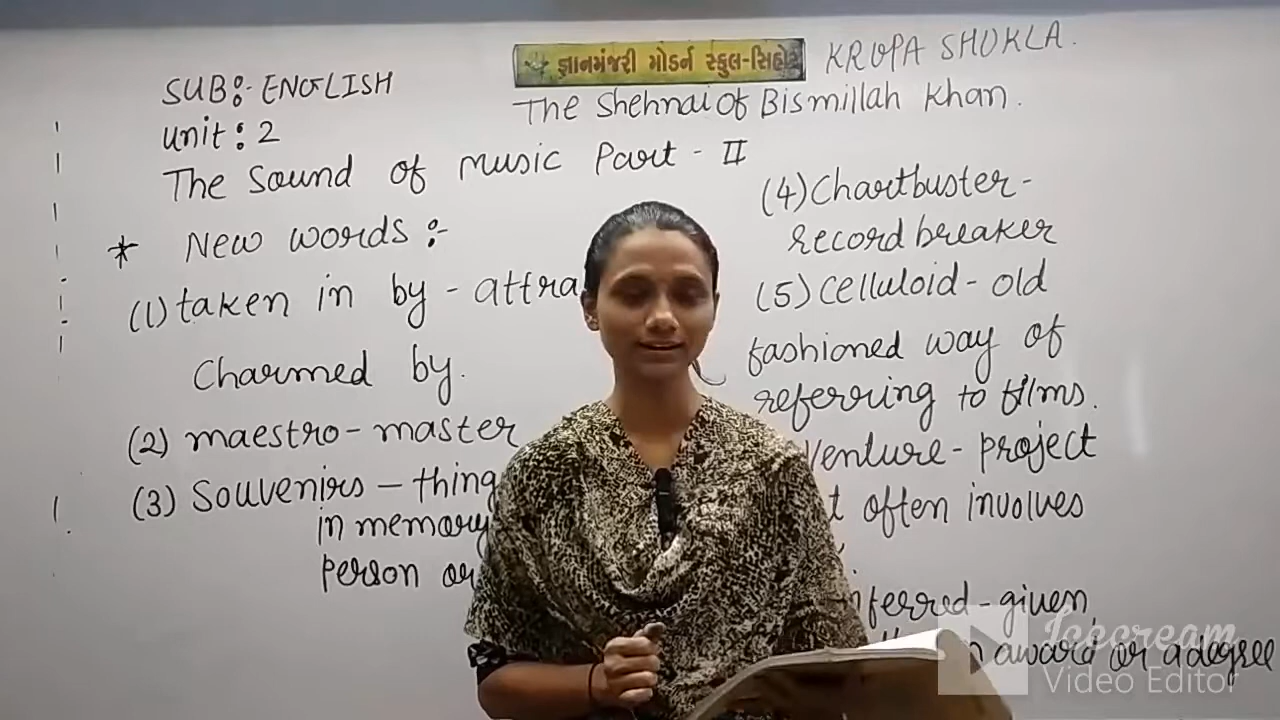 જ્ઞાનમંજરી મોડર્ન સ્કુલ-સિહોર
KRUPA SHUKLA.
SUB:- ENGLISH
The Shehnai of Bismillah Khan.
Unit: 2
The Sound of Music Part - II
* New words :-
(1) taken in by - attra
Charmed by.
(2) maestro - master
(3) Souvenirs - thing
in memory
person or
(4) Chartbuster -
record breaker
(5) Celluloid - old
fashioned way of
referring to films.
Venture - project
often involves
ferred - given
award or a degree
Icecream
Video Editor